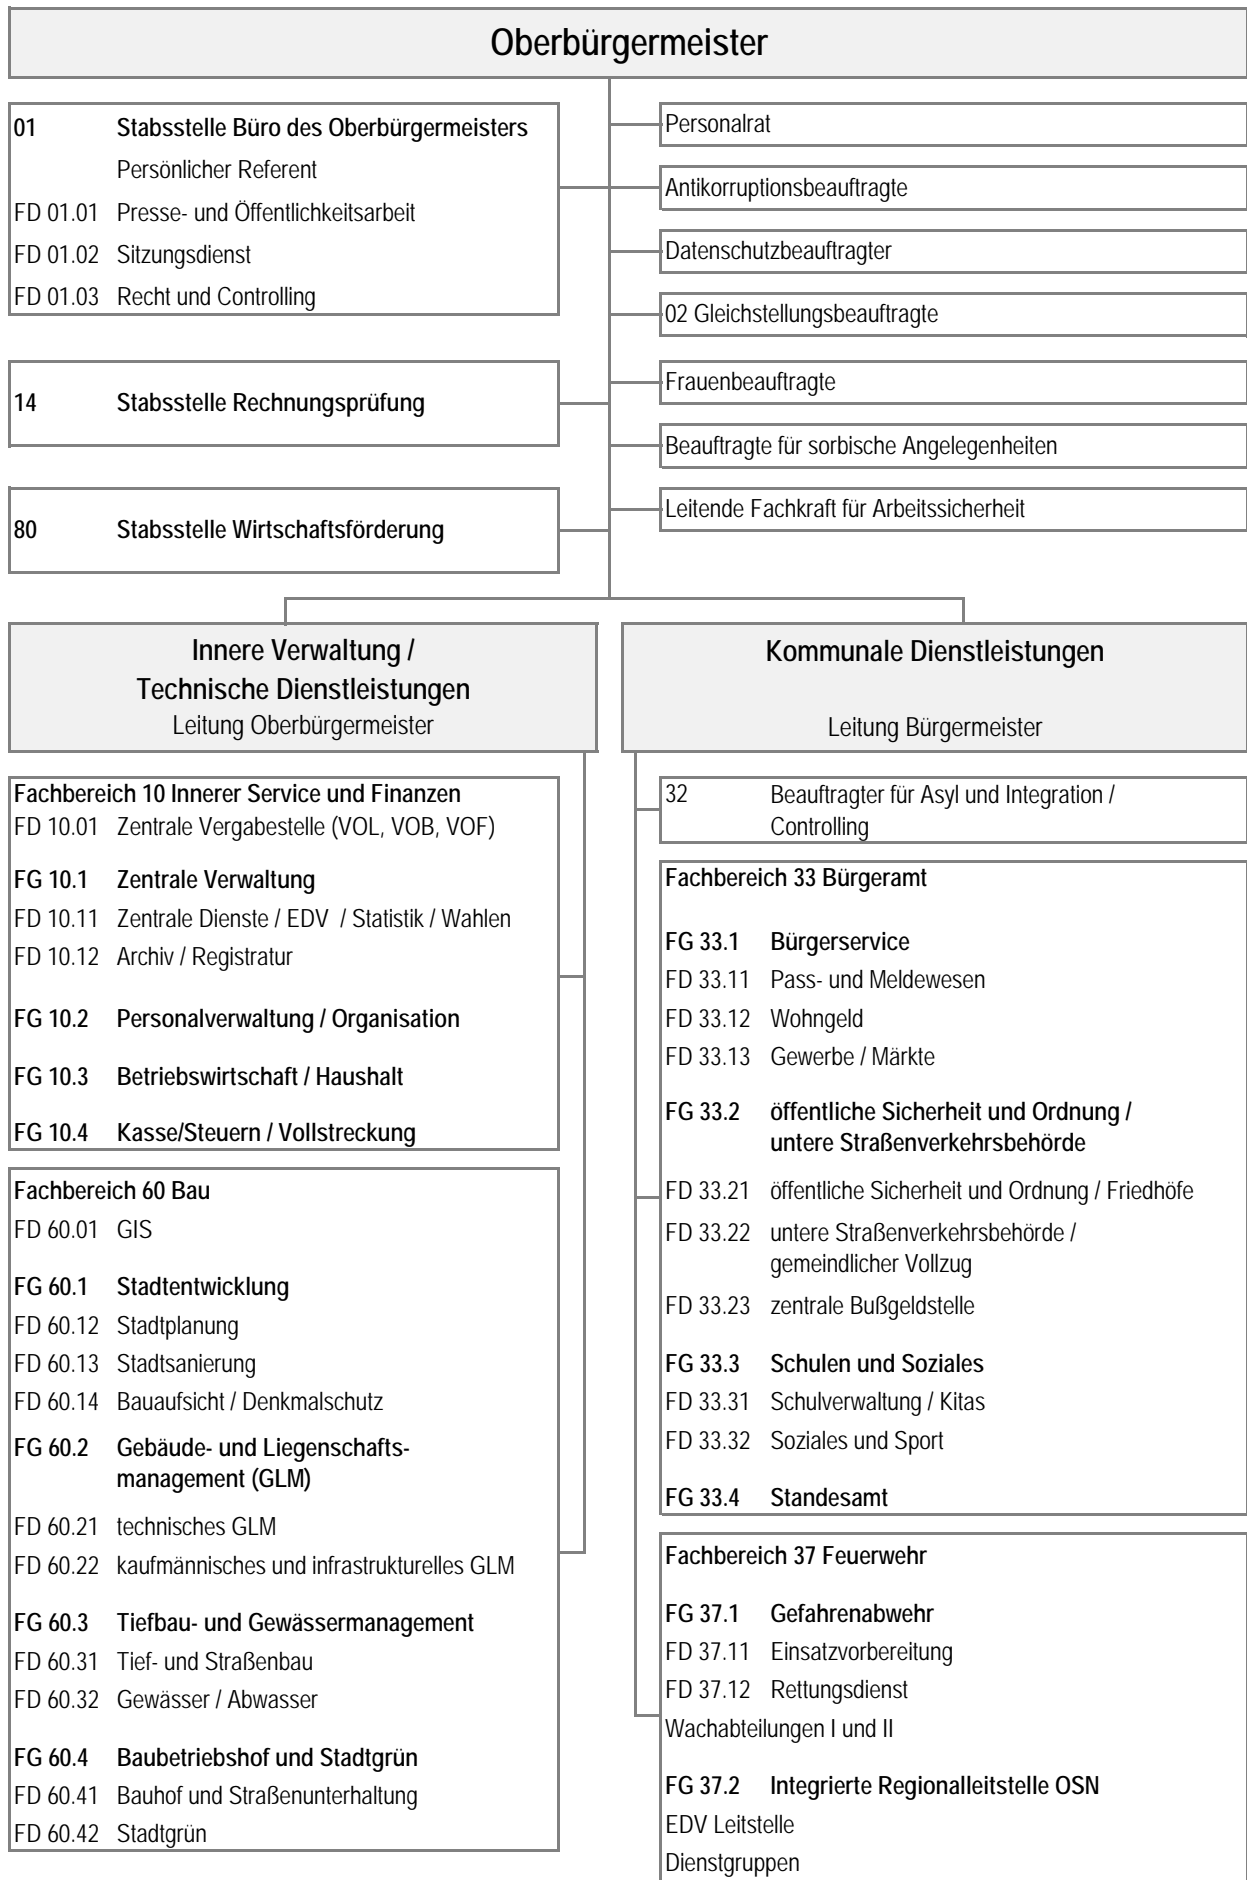 Oberbürgermeister
01 Stabsstelle Büro des Oberbürgermeisters
Persönlicher Referent
FD 01.01 Presse- und Öffentlichkeitsarbeit
FD 01.02 Sitzungsdienst
FD 01.03 Recht und Controlling
14 Stabsstelle Rechnungsprüfung
80 Stabsstelle Wirtschaftsförderung
Personalrat
Antikorruptionsbeauftragte
Datenschutzbeauftragter
02 Gleichstellungsbeauftragte
Frauenbeauftragte
Beauftragte für sorbische Angelegenheiten
Leitende Fachkraft für Arbeitssicherheit
Innere Verwaltung /
Technische Dienstleistungen
Leitung Oberbürgermeister
Fachbereich 10 Innerer Service und Finanzen
FD 10.01 Zentrale Vergabestelle (VOL, VOB, VOF)
FG 10.1 Zentrale Verwaltung
FD 10.11 Zentrale Dienste / EDV / Statistik / Wahlen
FD 10.12 Archiv / Registratur
FG 10.2 Personalverwaltung / Organisation
FG 10.3 Betriebswirtschaft / Haushalt
FG 10.4 Kasse/Steuern / Vollstreckung
Fachbereich 60 Bau
FD 60.01 GIS
FG 60.1 Stadtentwicklung
FD 60.12 Stadtplanung
FD 60.13 Stadtsanierung
FD 60.14 Bauaufsicht / Denkmalschutz
FG 60.2 Gebäude- und Liegenschafts-
management (GLM)
FD 60.21 technisches GLM
FD 60.22 kaufmännisches und infrastrukturelles GLM
FG 60.3 Tiefbau- und Gewässermanagement
FD 60.31 Tief- und Straßenbau
FD 60.32 Gewässer / Abwasser
FG 60.4 Baubetriebshof und Stadtgrün
FD 60.41 Bauhof und Straßenunterhaltung
FD 60.42 Stadtgrün
Kommunale Dienstleistungen
Leitung Bürgermeister
32 Beauftragter für Asyl und Integration /
Controlling
Fachbereich 33 Bürgeramt
FG 33.1 Bürgerservice
FD 33.11 Pass- und Meldewesen
FD 33.12 Wohngeld
FD 33.13 Gewerbe / Märkte
FG 33.2 öffentliche Sicherheit und Ordnung /
untere Straßenverkehrsbehörde
FD 33.21 öffentliche Sicherheit und Ordnung / Friedhöfe
FD 33.22 untere Straßenverkehrsbehörde /
gemeindlicher Vollzug
FD 33.23 zentrale Bußgeldstelle
FG 33.3 Schulen und Soziales
FD 33.31 Schulverwaltung / Kitas
FD 33.32 Soziales und Sport
FG 33.4 Standesamt
Fachbereich 37 Feuerwehr
FG 37.1 Gefahrenabwehr
FD 37.11 Einsatzvorbereitung
FD 37.12 Rettungsdienst
Wachabteilungen I und II
FG 37.2 Integrierte Regionalleitstelle OSN
EDV Leitstelle
Dienstgruppen